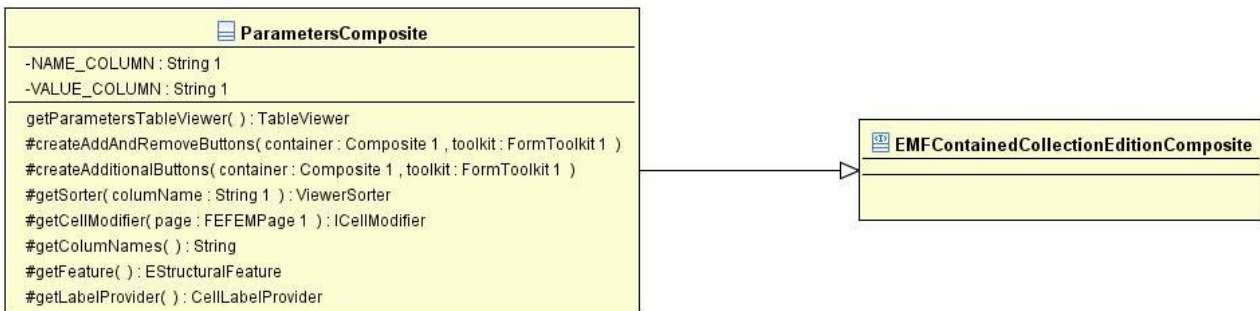 ParametersComposite
-NAME_COLUMN : String 1
-VALUE_COLUMN : String 1
getParametersTableViewer( ) : TableViewer
#createAddAndRemoveButtons( container : Composite 1 , toolkit : FormToolkit 1 )
#createAdditionalButtons( container : Composite 1 , toolkit : FormToolkit 1 )
#getSorter( columName : String 1 ) : ViewerSorter
#getCellModifier( page : FEFEMPage 1 ) : ICellModifier
#getColumNames( ) : String
#getFeature( ) : EStructuralFeature
#getLabelProvider( ) : CellLabelProvider
EMFContainedCollectionEditionComposite